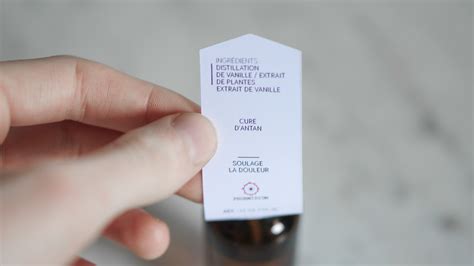 INGRÉDIENTS
DISTILLATION
DE VANILLE / EXTRAIT
DE PLANTES
EXTRAIT DE VANILLE
CURE
D'ANTAN
SOULAGE
LA DOULEUR